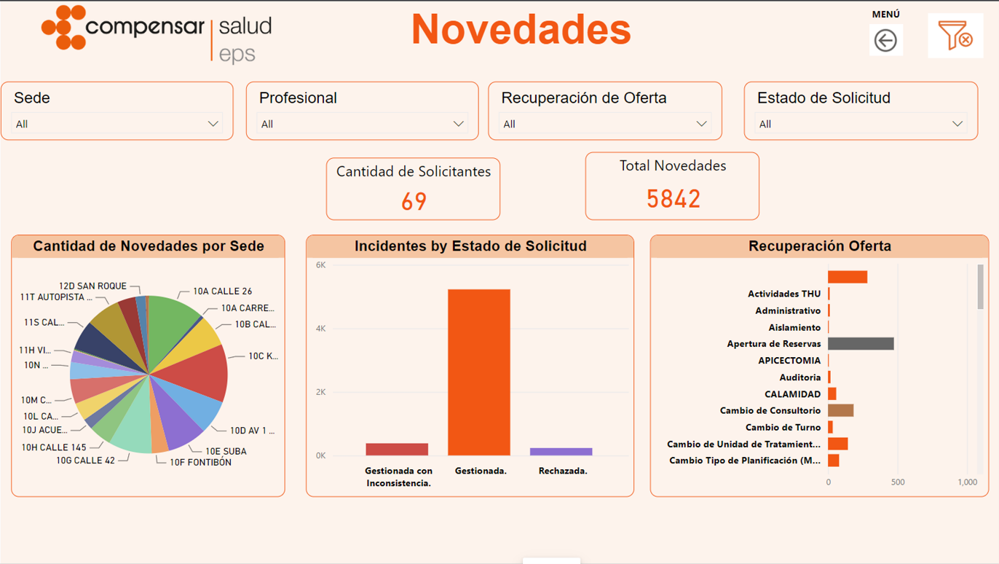 compensar
salud
eps
Novedades
MENÚ
Sede
All
Profesional
All
Recuperación de Oferta
All
Estado de Solicitud
All
Cantidad de Solicitantes
69
Total Novedades
5842
Cantidad de Novedades por Sede
12D SAN ROQUE
11T AUTOPISTA ...
11S CAL...
11H VI...
10N ...
10M C...
10L CA...
10J ACUE...
10H CALLE 145
10G CALLE 42
10A CALLE 26
10A CARRE...
10B CAL...
10C K...
10D AV 1 ...
10E SUBA
10F FONTIBÓN
Incidentes by Estado de Solicitud
6K
4K
2K
0K
Gestionada con
Inconsistencia.
Gestionada.
Rechazada.
Recuperación Oferta
Actividades THU
Administrativo
Aislamiento
Apertura de Reservas
APICECTOMIA
Auditoria
CALAMIDAD
Cambio de Consultorio
Cambio de Turno
Cambio de Unidad de Tratamient...
Cambio Tipo de Planificación (M...
0
500
1,000